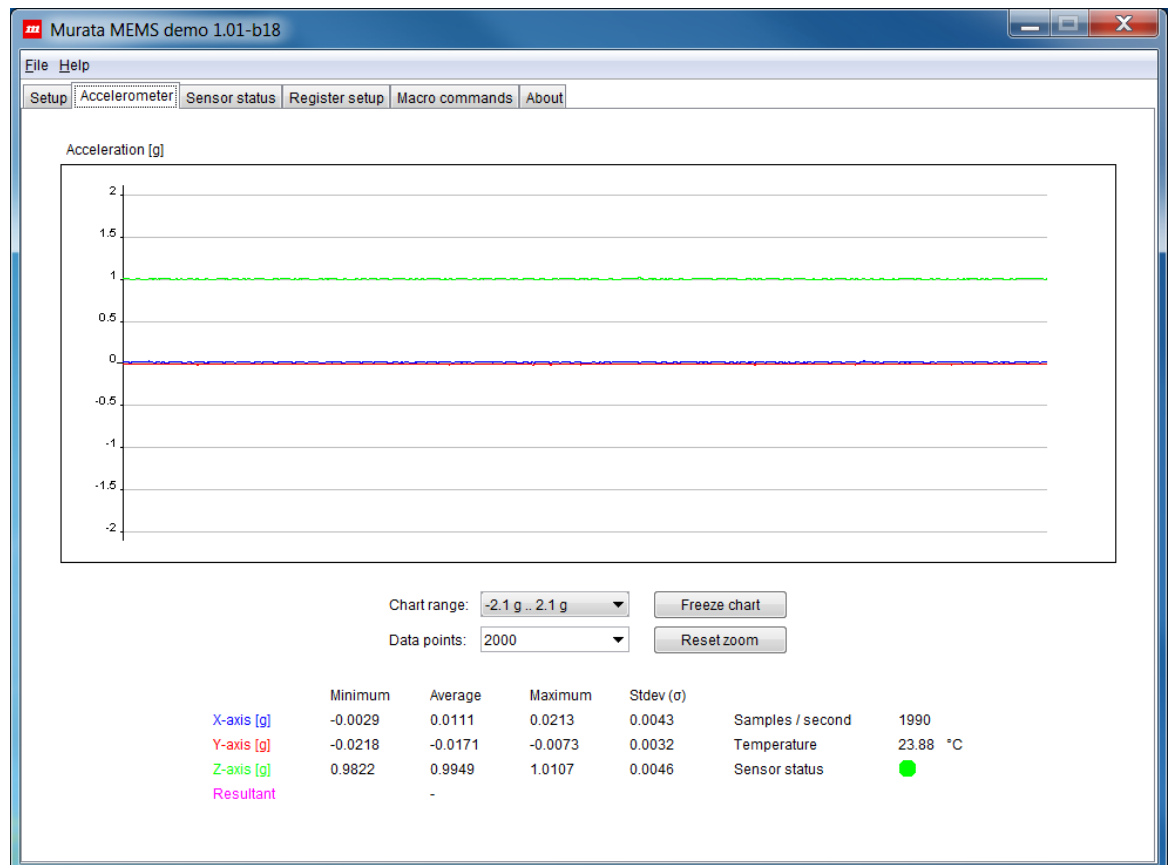 m Murata MEMS demo 1.01-b18
X
File Help
Setup Accelerometer Sensor status Register setup Macro commands About
Acceleration [g]
2
1.5
1
0.5
0
-0.5
-1
-1.5
-2
Chart range: -2.1 g .. 2.1 g Freeze chart
Data points: 2000 Reset zoom
Minimum Average Maximum Stdev (σ)
X-axis [g] -0.0029 0.0111 0.0213 0.0043 Samples / second 1990
Y-axis [g] -0.0218 -0.0171 -0.0073 0.0032 Temperature 23.88 °C
Z-axis [g] 0.9822 0.9949 1.0107 0.0046 Sensor status
Resultant -